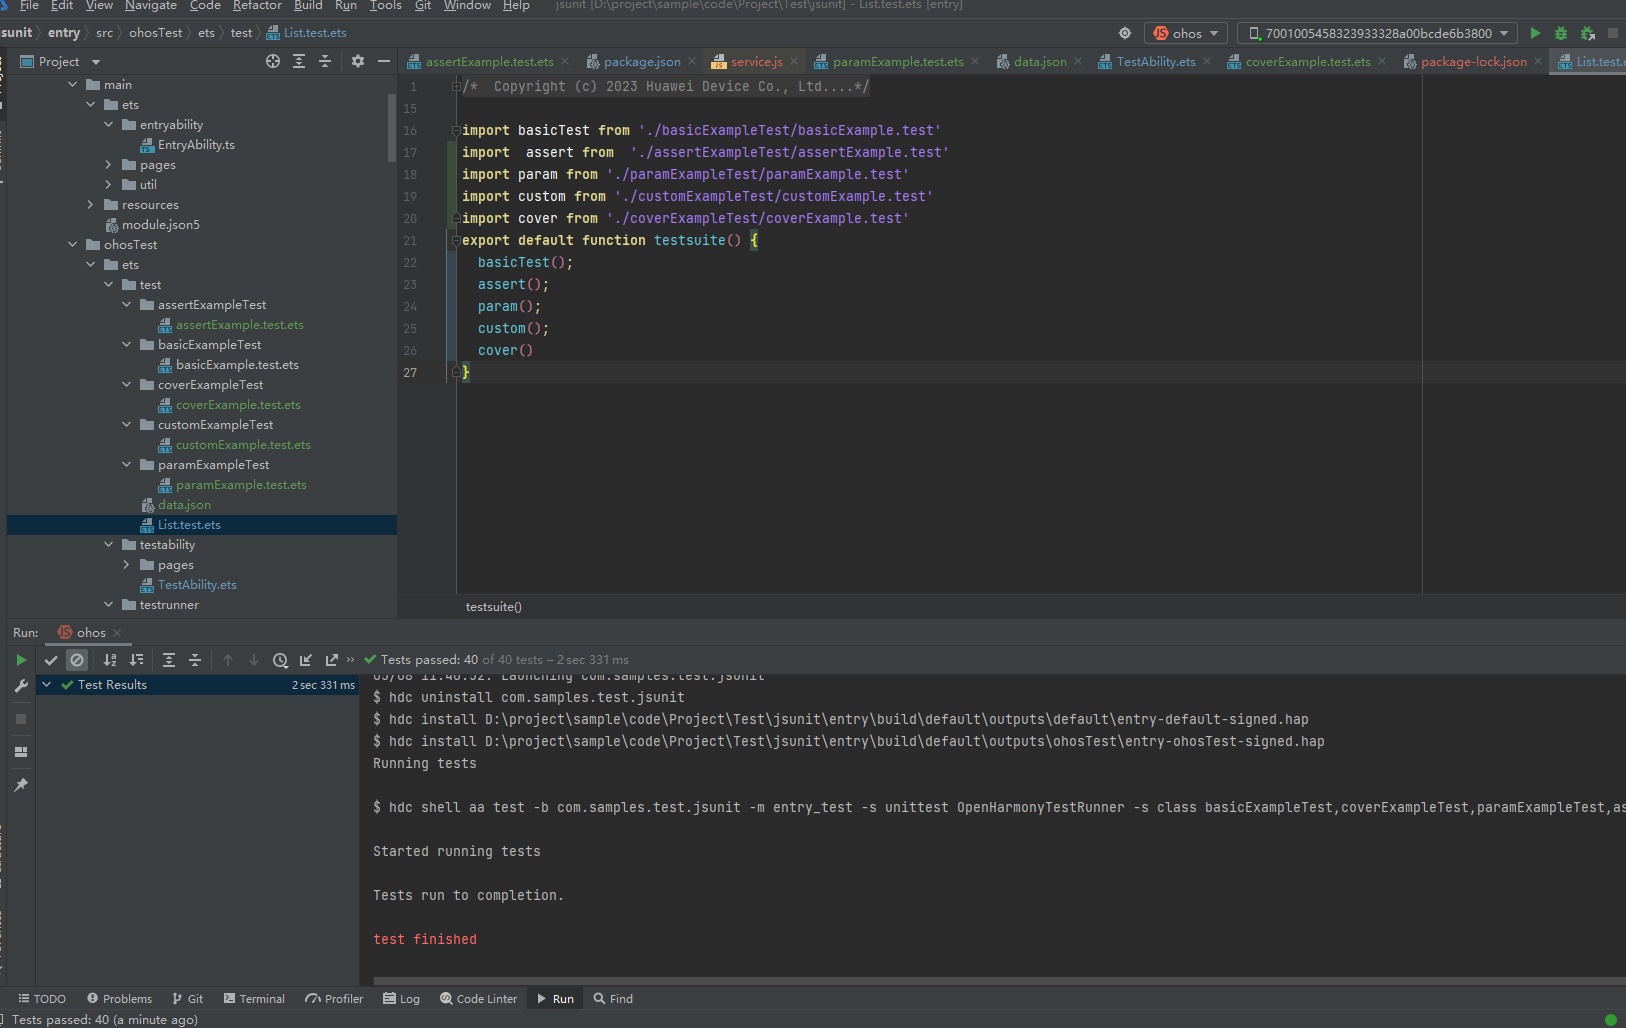 File Edit View Navigate Code Refactor Build Run Tools Git Window Help jsunit [D:\project\sample\code\Project\Test\jsunit] - List.test.ets [entry]
sunit entry src ohosTest ets test List.test.ets ohos 7001005458323933328a00bcde6b3800
Project
assertExample.test.ets package.json service.js paramExample.test.ets data.json TestAbility.ets coverExample.test.ets package-lock.json List.test.e
main
ets
entryability
EntryAbility.ts
pages
util
resources
module.json5
ohosTest
ets
test
assertExampleTest
assertExample.test.ets
basicExampleTest
basicExample.test.ets
coverExampleTest
coverExample.test.ets
customExampleTest
customExample.test.ets
paramExampleTest
paramExample.test.ets
data.json
List.test.ets
testability
pages
TestAbility.ets
testrunner
1 /* Copyright (c) 2023 Huawei Device Co., Ltd....*/
15
16 import basicTest from './basicExampleTest/basicExample.test'
17 import  assert from  './assertExampleTest/assertExample.test'
18 import param from './paramExampleTest/paramExample.test'
19 import custom from './customExampleTest/customExample.test'
20 import cover from './coverExampleTest/coverExample.test'
21 export default function testsuite() {
22 basicTest();
23 assert();
24 param();
25 custom();
26 cover()
27 }
testsuite()
Run: ohos
Tests passed: 40 of 40 tests – 2 sec 331 ms
Test Results 2 sec 331 ms
05/08 11:46:52: Launching com.samples.test.jsunit
$ hdc uninstall com.samples.test.jsunit
$ hdc install D:\project\sample\code\Project\Test\jsunit\entry\build\default\outputs\default\entry-default-signed.hap
$ hdc install D:\project\sample\code\Project\Test\jsunit\entry\build\default\outputs\ohosTest\entry-ohosTest-signed.hap
Running tests
$ hdc shell aa test -b com.samples.test.jsunit -m entry_test -s unittest OpenHarmonyTestRunner -s class basicExampleTest,coverExampleTest,paramExampleTest,as
Started running tests
Tests run to completion.
test finished
TODO Problems Git Terminal Profiler Log Code Linter Run Find
Tests passed: 40 (a minute ago)